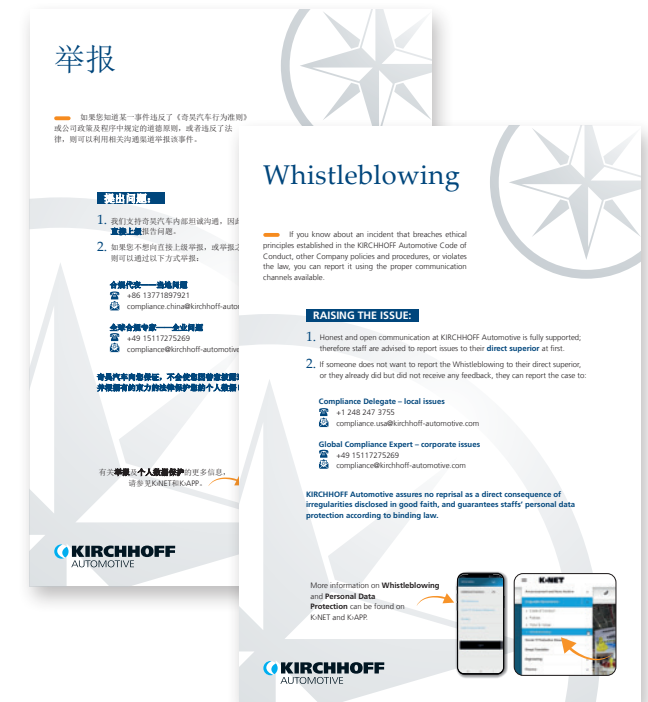 举报
如果您知道某一事件违反了《奇昊汽车行为准则》
或公司政策及程序中规定的道德原则，或者违反了法
律，则可以利用相关沟通渠道举报该事件。
提出问题：
1. 我们支持奇昊汽车内部坦诚沟通，因此
直接上级报告问题。
2. 如果您不想向直接上级举报，或举报之
则可以通过以下方式举报：
合规代表——当地问题
+86 13771897921
compliance.china@kirchhoff-auto
全球合规专家——企业问题
+49 15117275269
compliance@kirchhoff-automotive
有关举报及个人数据保护的更多信息，
请参见K>NET和K>APP。
KIRCHHOFF
AUTOMOTIVE
Whistleblowing
If you know about an incident that breaches ethical
principles established in the KIRCHHOFF Automotive Code of
Conduct, other Company policies and procedures, or violates
the law, you can report it using the proper communication
channels available.
RAISING THE ISSUE:
1. Honest and open communication at KIRCHHOFF Automotive is fully supported;
therefore staff are advised to report issues to their direct superior at first.
2. If someone does not want to report the Whistleblowing to their direct superior,
or they already did but did not receive any feedback, they can report the case to:
Compliance Delegate – local issues
+1 248 247 3755
compliance.usa@kirchhoff-automotive.com
Global Compliance Expert – corporate issues
+49 15117275269
compliance@kirchhoff-automotive.com
KIRCHHOFF Automotive assures no reprisal as a direct consequence of
irregularities disclosed in good faith, and guarantees staffs’ personal data
protection according to binding law.
More information on Whistleblowing
and Personal Data
Protection can be found on
K>NET and K>APP.
K>NET
KIRCHHOFF
AUTOMOTIVE